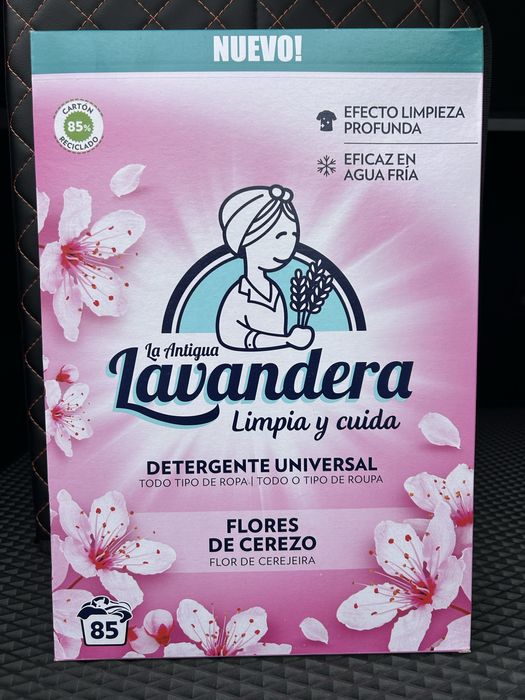 NUEVO!
CARTÓN
85%
RECICLADO
EFECTO LIMPIEZA
PROFUNDA
EFICAZ EN
AGUA FRÍA
La Antigua
Lavandera
Limpia y cuida
DETERGENTE UNIVERSAL
TODO TIPO DE ROPA | TODO O TIPO DE ROUPA
FLORES
DE CEREZO
FLOR DE CEREJEIRA
85